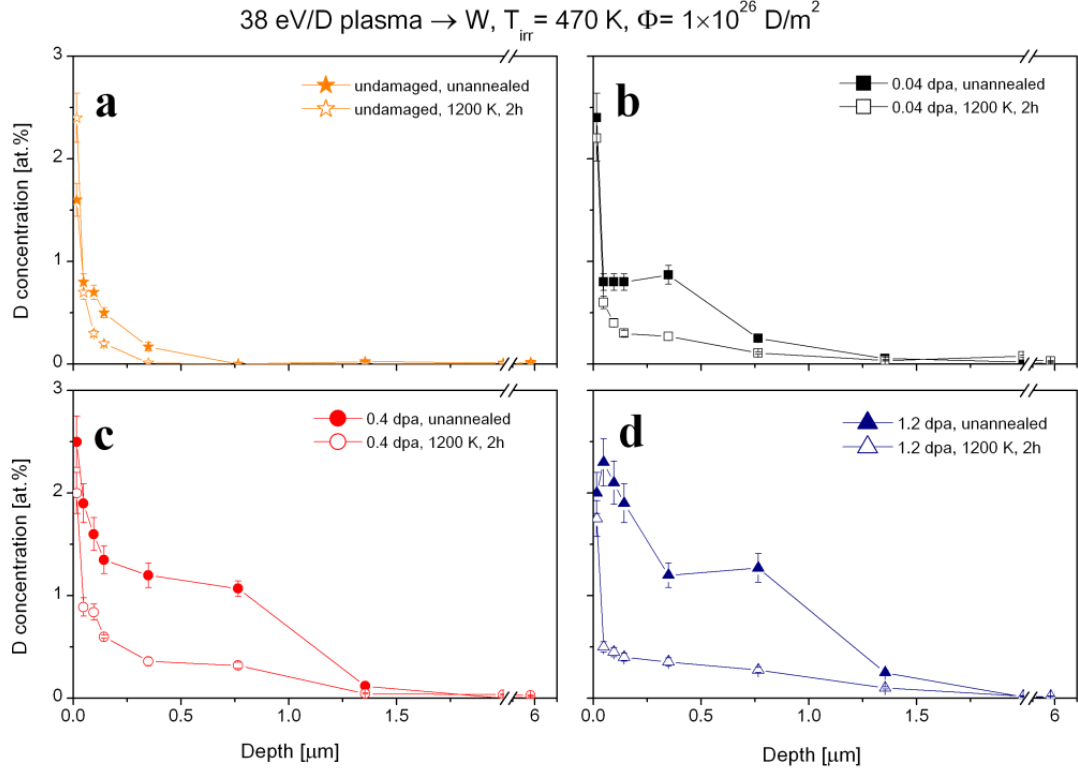 38 eV/D plasma → W, T_irr= 470 K, Φ= 1×10^26 D/m^2
3
2
1
0
D concentration [at.%]
a
undamaged, unannealed
undamaged, 1200 K, 2h
b
0.04 dpa, unannealed
0.04 dpa, 1200 K, 2h
3
2
1
0
D concentration [at.%]
c
0.4 dpa, unannealed
0.4 dpa, 1200 K, 2h
d
1.2 dpa, unannealed
1.2 dpa, 1200 K, 2h
0.0 0.5 1.0 1.5 6
0.0 0.5 1.0 1.5 6
Depth [μm]
Depth [μm]